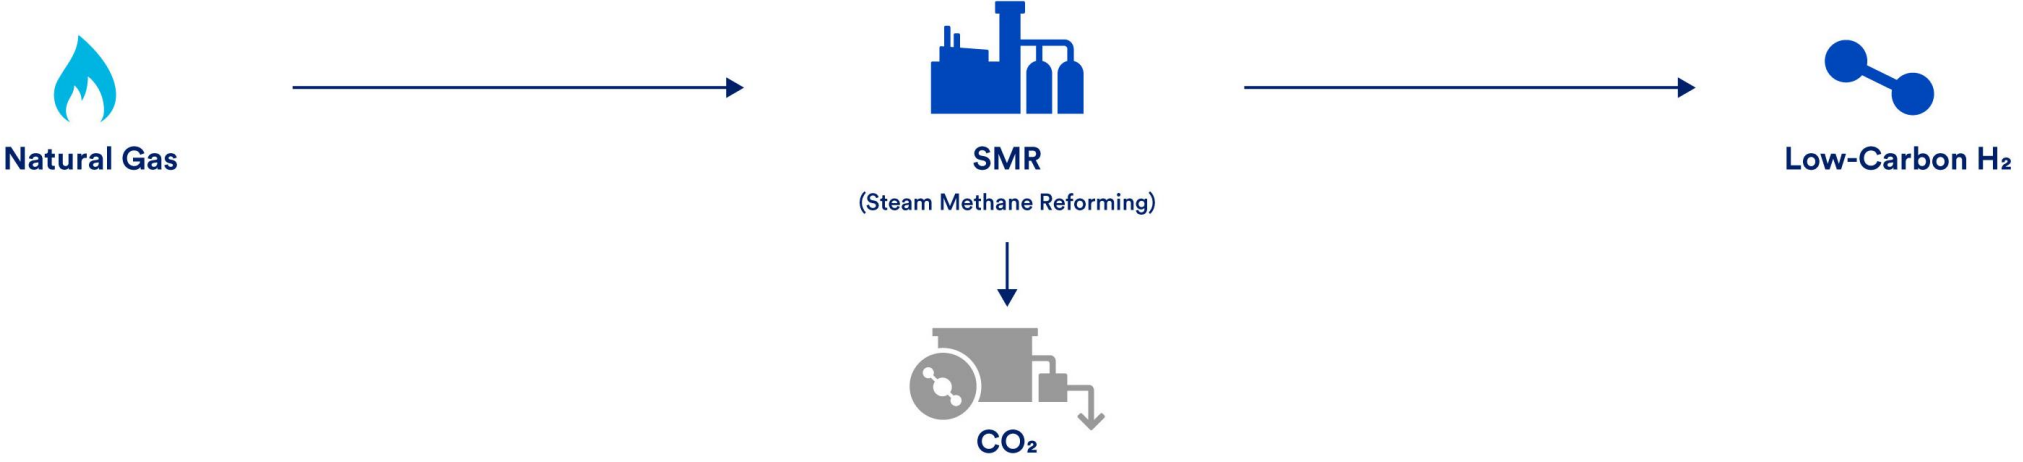 Natural Gas
SMR
(Steam Methane Reforming)
Low-Carbon H₂
CO₂